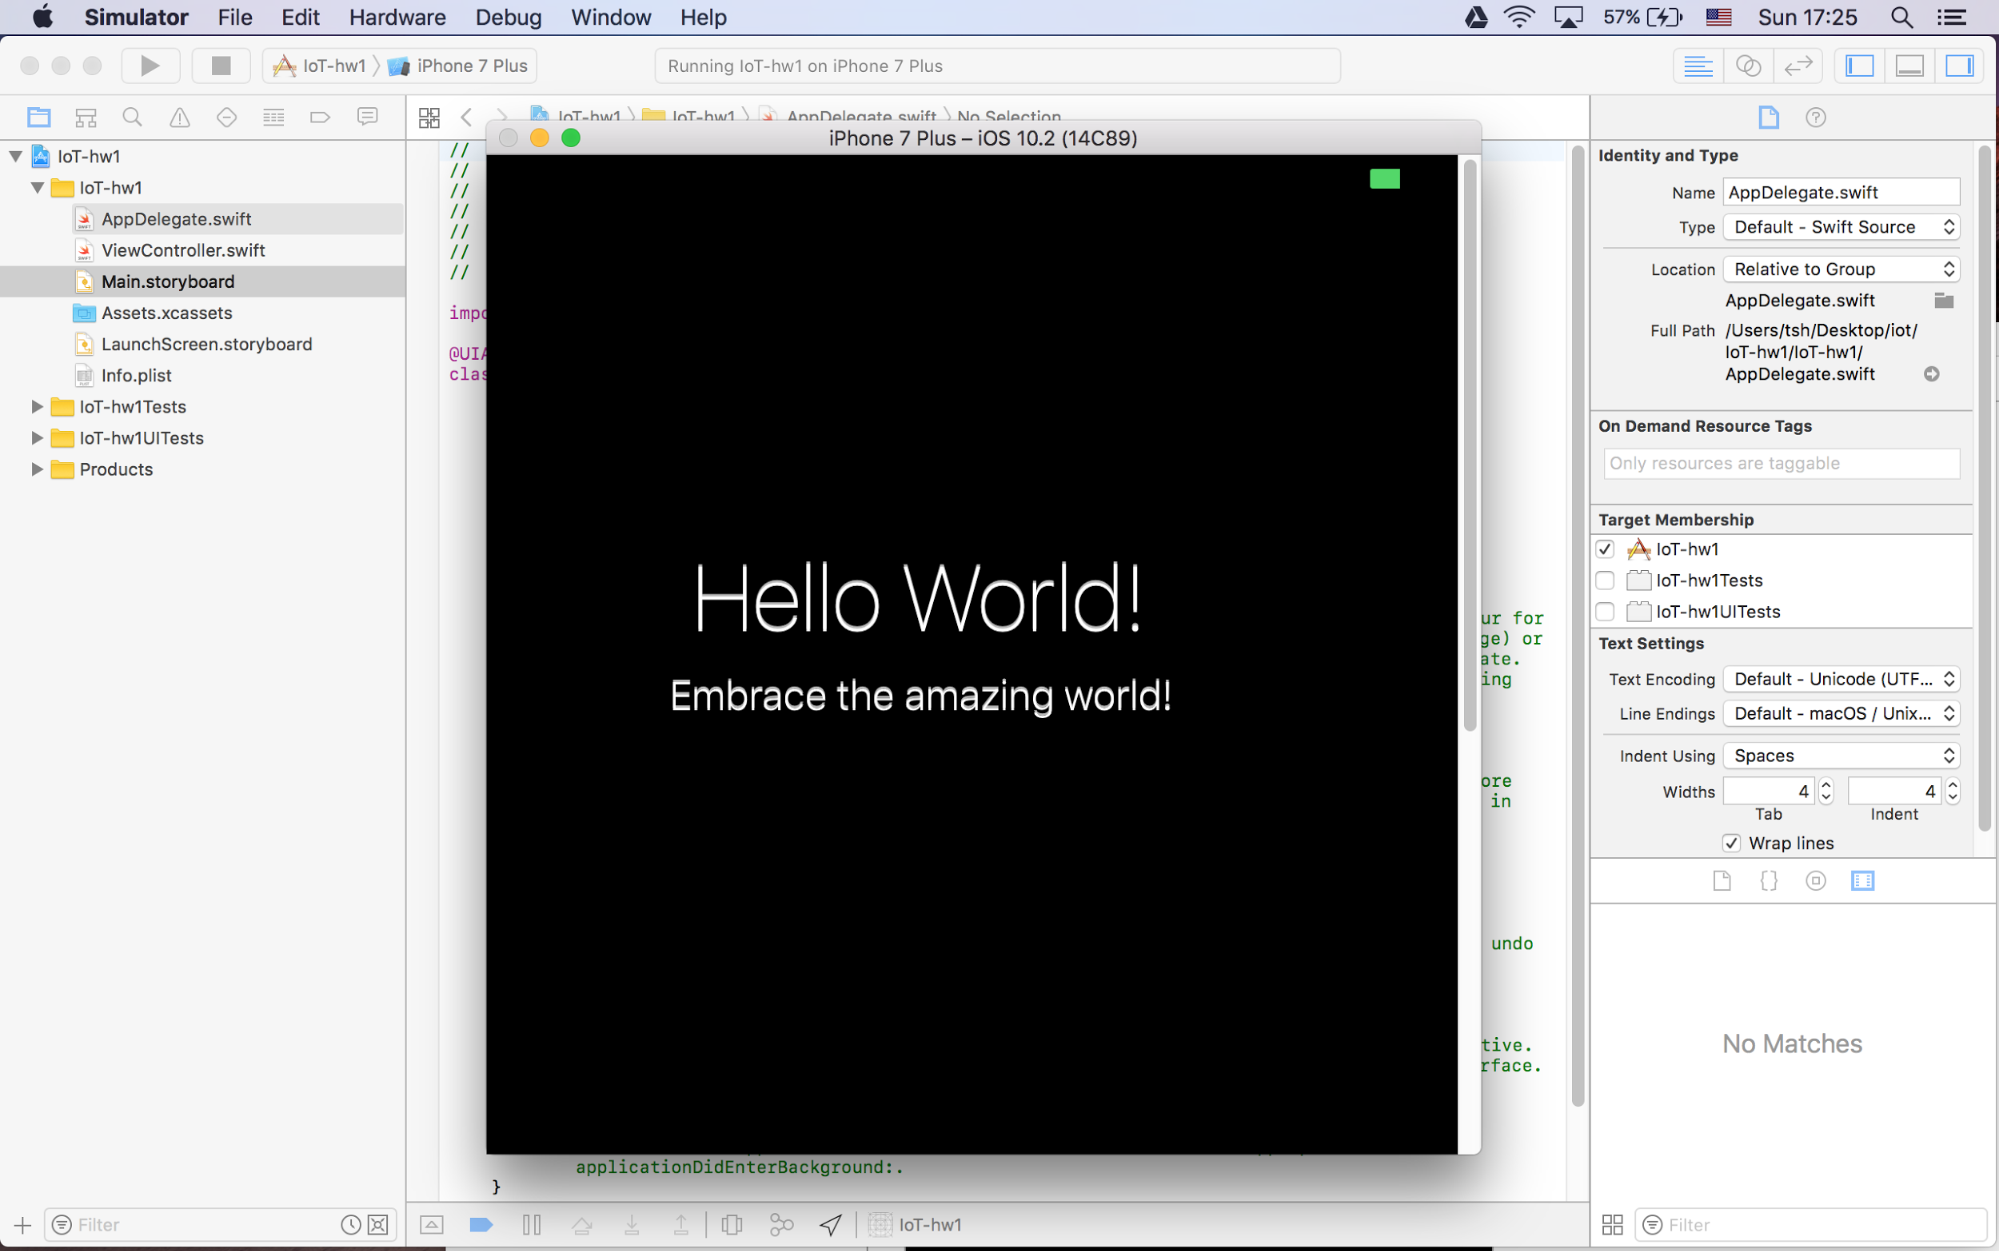 Simulator File Edit Hardware Debug Window Help 57% Sun 17:25
IoT-hw1 iPhone 7 Plus Running IoT-hw1 on iPhone 7 Plus
IoT-hw1 IoT-hw1 AppDelegate.swift No Selection
iPhone 7 Plus – iOS 10.2 (14C89)
IoT-hw1
IoT-hw1
AppDelegate.swift
ViewController.swift
Main.storyboard
Assets.xcassets
LaunchScreen.storyboard
Info.plist
IoT-hw1Tests
IoT-hw1UITests
Products
Filter
//
//
//
//
//
//
//
@UIA
clas
Hello World!
Embrace the amazing world!
ur for
ge) or
ate.
ing
ore
in
undo
tive.
rface.
applicationDidEnterBackground:.
}
IoT-hw1
Identity and Type
Name AppDelegate.swift
Type Default - Swift Source
Location Relative to Group
AppDelegate.swift
Full Path /Users/tsh/Desktop/iot/
IoT-hw1/IoT-hw1/
AppDelegate.swift
On Demand Resource Tags
Only resources are taggable
Target Membership
IoT-hw1
IoT-hw1Tests
IoT-hw1UITests
Text Settings
Text Encoding Default - Unicode (UTF...
Line Endings Default - macOS / Unix...
Indent Using Spaces
Widths 4 4
Tab Indent
Wrap lines
No Matches
Filter